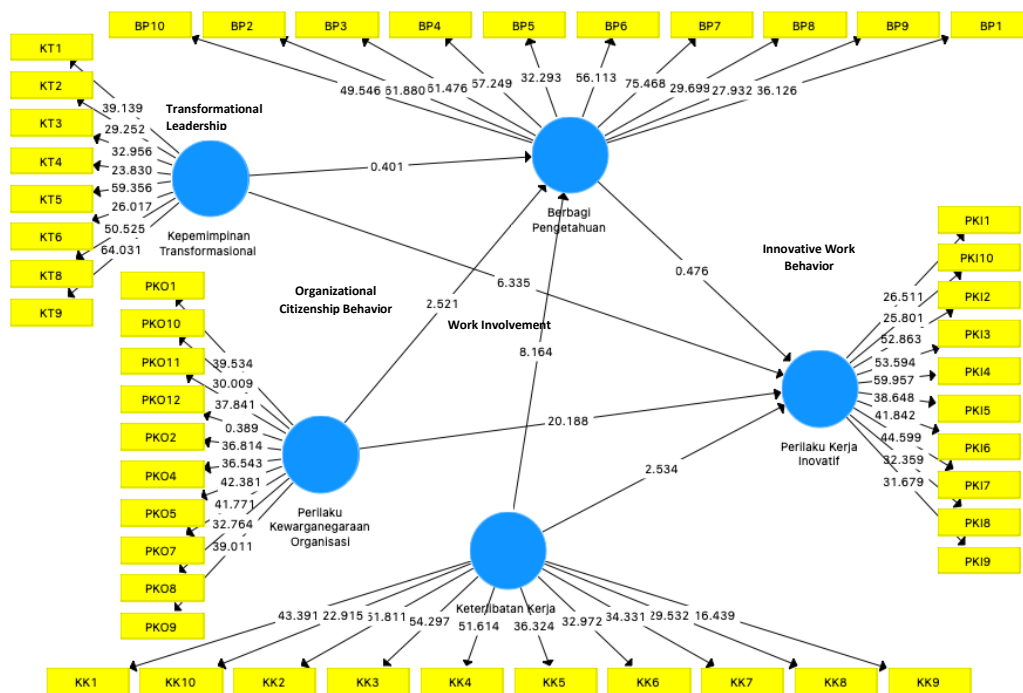 BP10
BP2
BP3
BP4
BP5
BP6
BP7
BP8
BP9
BP1
KT1
KT2
KT3
KT4
KT5
KT6
KT8
KT9
39.139
29.252
32.956
23.830
59.356
26.017
50.525
64.031
Transformational
Leadership
Kepemimpinan
Transformasional
49.546
51.476
57.249
32.293
56.113
75.468
29.699
27.932
36.126
0.401
Berbagi
Pengetahuan
6.335
0.476
2.521
8.164
20.188
2.534
Organizational
Citizenship Behavior
Work Involvement
Innovative Work
Behavior
PKO1
PKO10
PKO11
PKO12
PKO2
PKO4
PKO5
PKO7
PKO8
PKO9
39.534
30.009
37.841
0.389
36.814
36.543
42.381
41.771
32.764
39.011
Perilaku
Kewarganegaraan
Organisasi
PKI1
PKI10
PKI2
PKI3
PKI4
PKI5
PKI6
PKI7
PKI8
PKI9
26.511
25.801
52.863
53.594
59.957
38.648
41.842
44.599
32.359
31.679
Perilaku Kerja
Inovatif
Keterlibatan Kerja
43.391
22.915
51.811
54.297
51.614
36.324
32.972
34.331
29.532
16.439
KK1
KK10
KK2
KK3
KK4
KK5
KK6
KK7
KK8
KK9